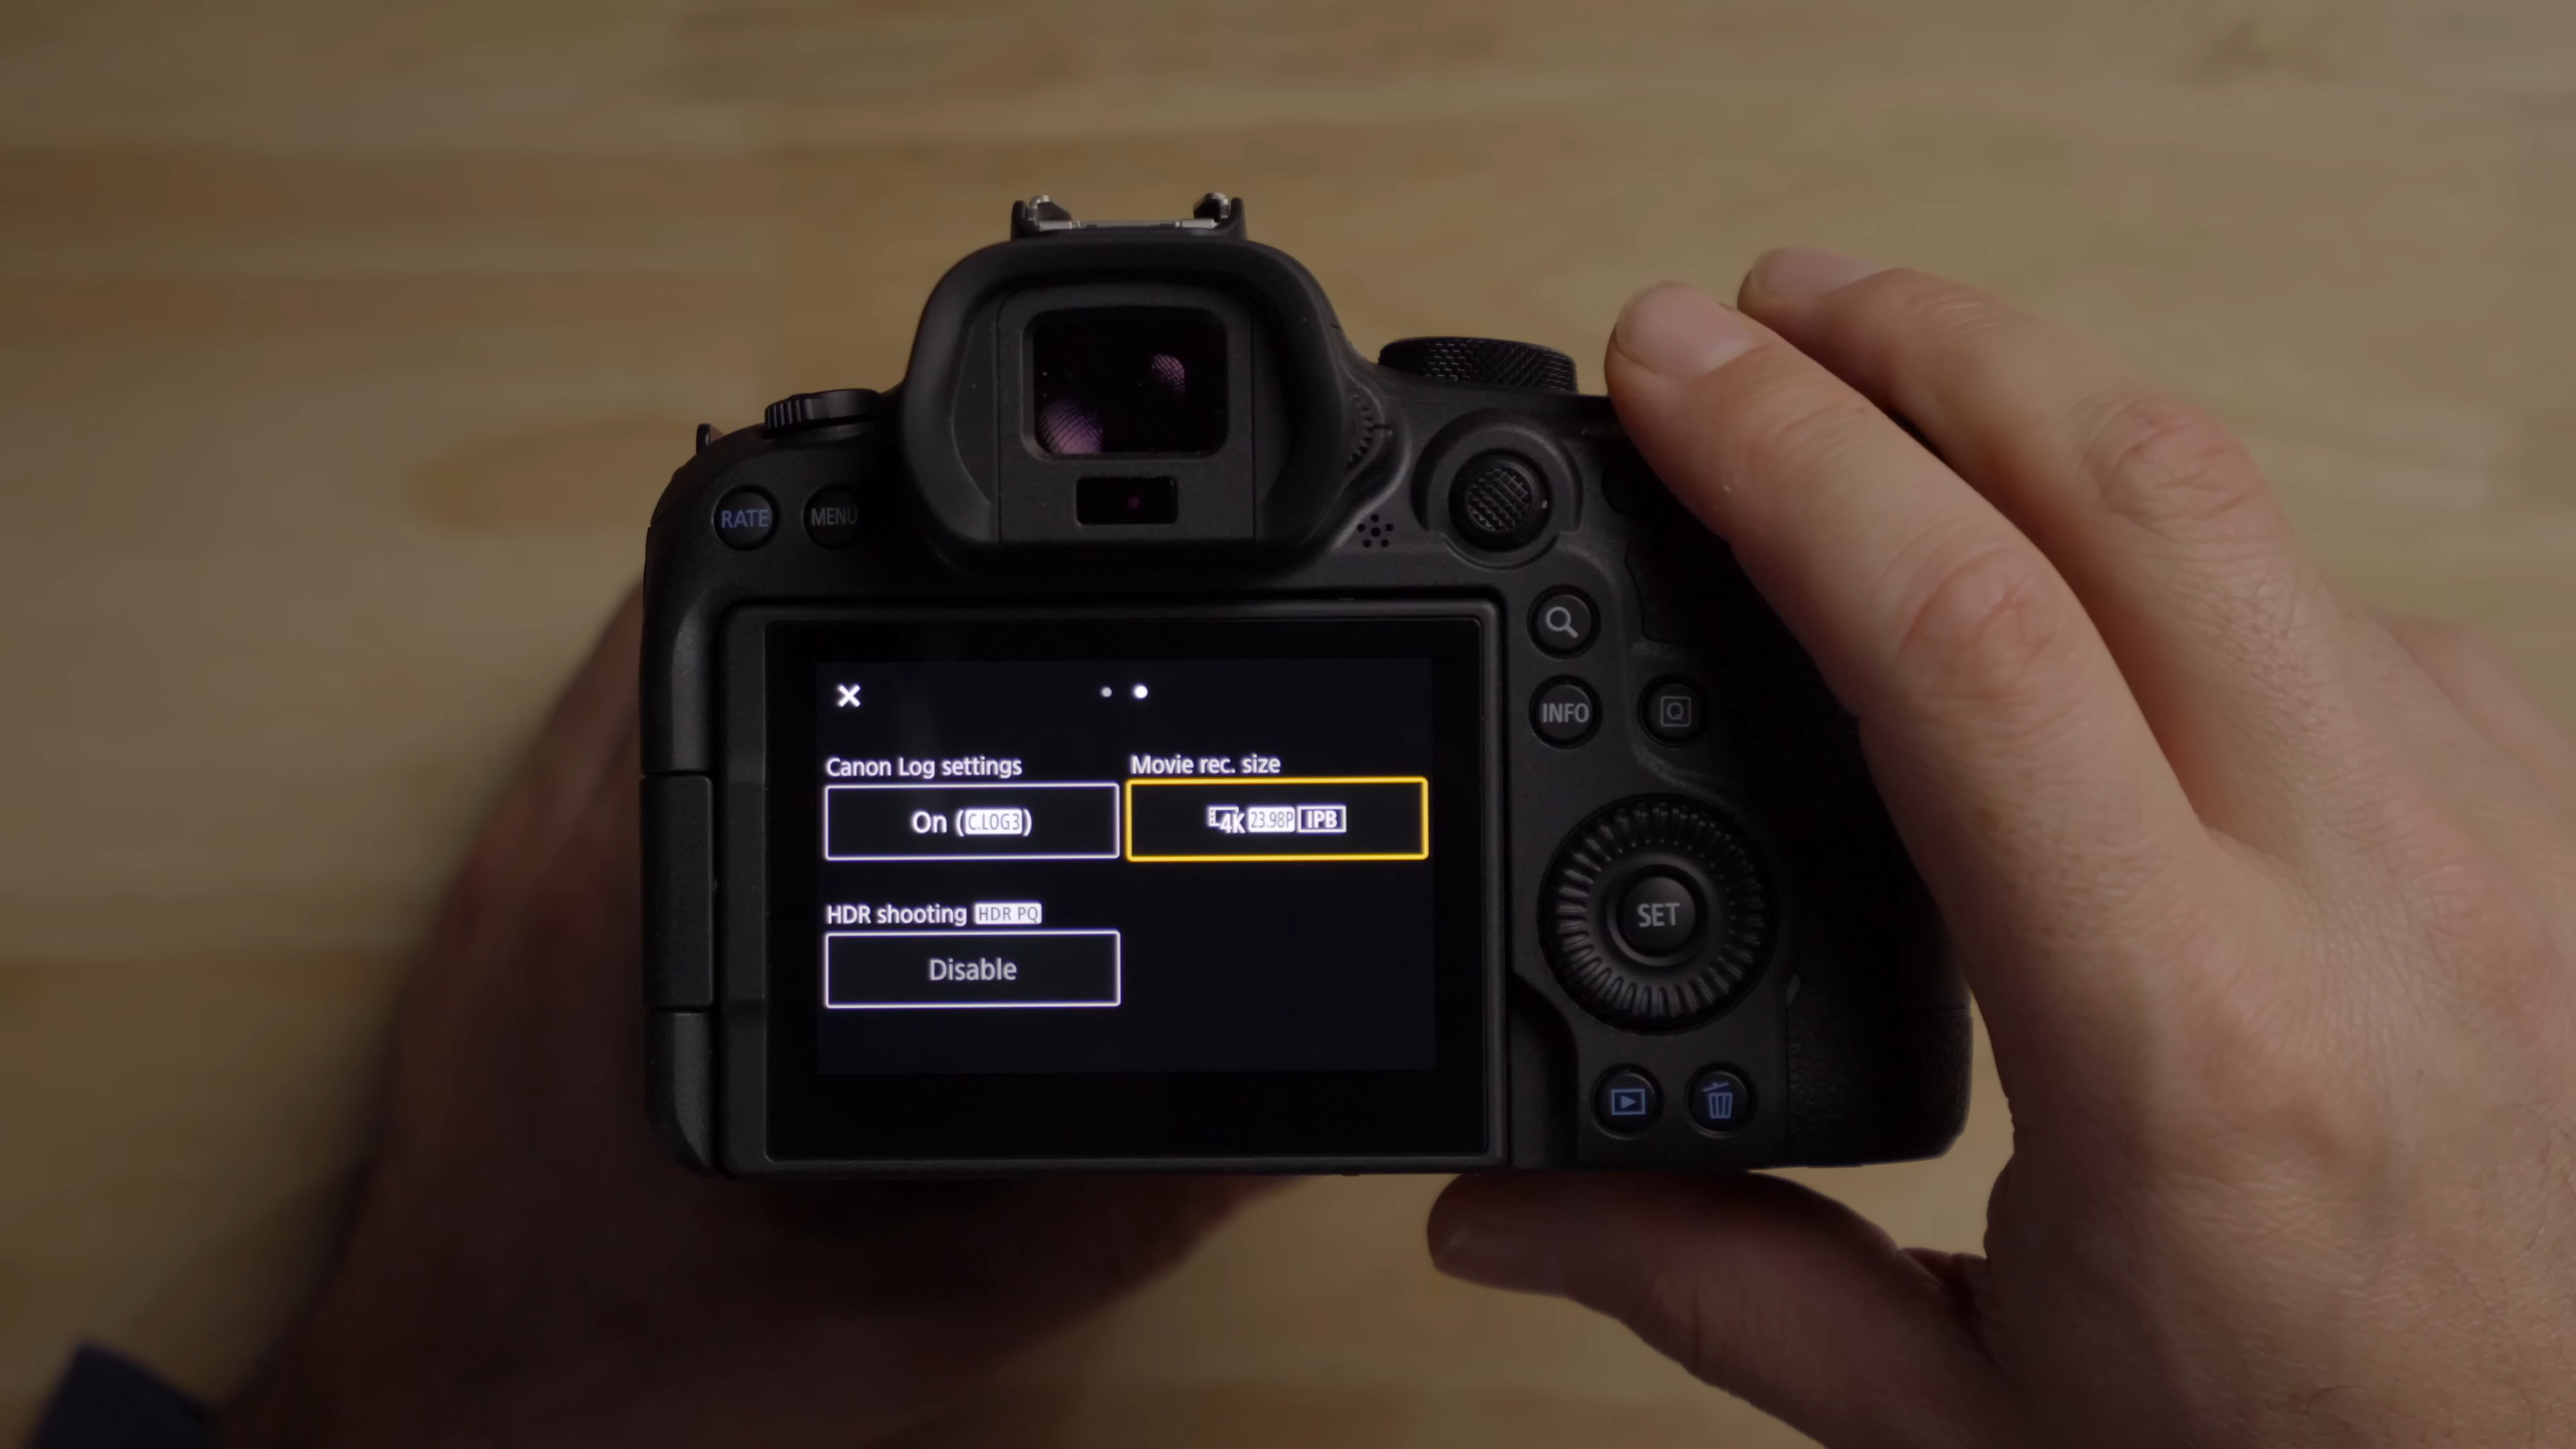 RATE MENU
INFO Q
×
Canon Log settings
On (C.LOG3)
Movie rec. size
4K 23.98P IPB
HDR shooting HDR PQ
Disable
SET